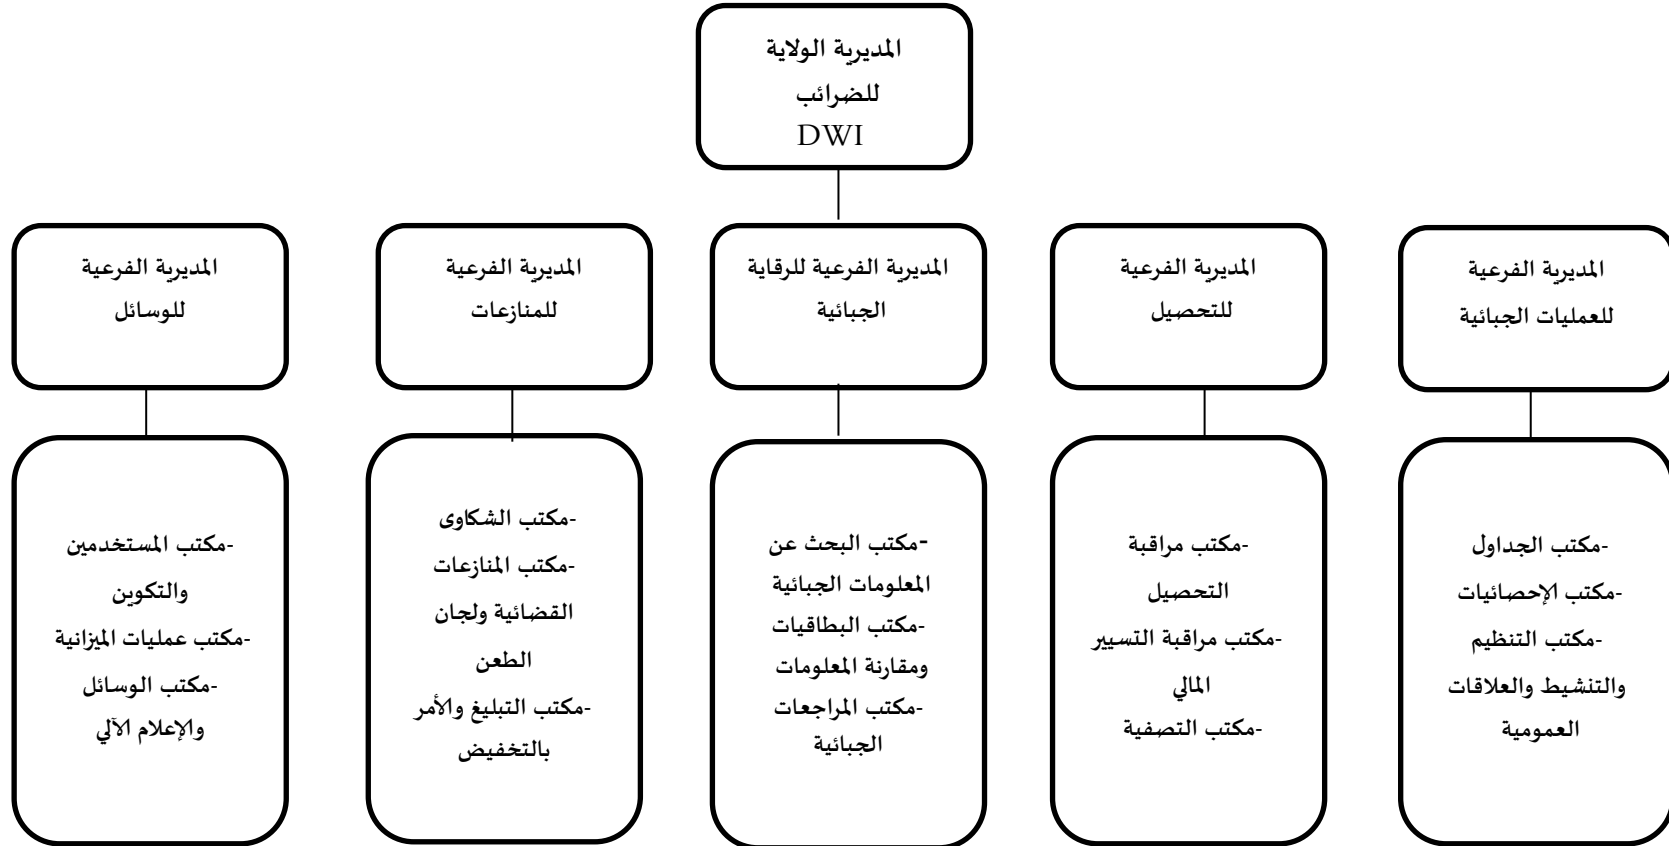 المديرية الولاية
للضرائب
DWI
المديرية الفرعية
للعمليات الجبائية
المديرية الفرعية
للتحصيل
المديرية الفرعية للرقاية
الجبائية
المديرية الفرعية
للمنازعات
المديرية الفرعية
للوسائل
-مكتب الجداول
-مكتب الإحصائيات
-مكتب التنظيم
والتنشيط والعلاقات
العمومية
-مكتب مراقبة
التحصيل
-مكتب مراقبة التسيير
المالي
-مكتب التصفية
-مكتب البحث عن
المعلومات الجبائية
-مكتب البطاقيات
ومقارنة المعلومات
-مكتب المراجعات
الجبائية
-مكتب الشكاوى
-مكتب المنازعات
القضائية ولجان
الطعن
-مكتب التبليغ والأمر
بالتخفيض
-مكتب المستخدمين
والتكوين
-مكتب عمليات الميزانية
-مكتب الوسائل
والإعلام الآلي